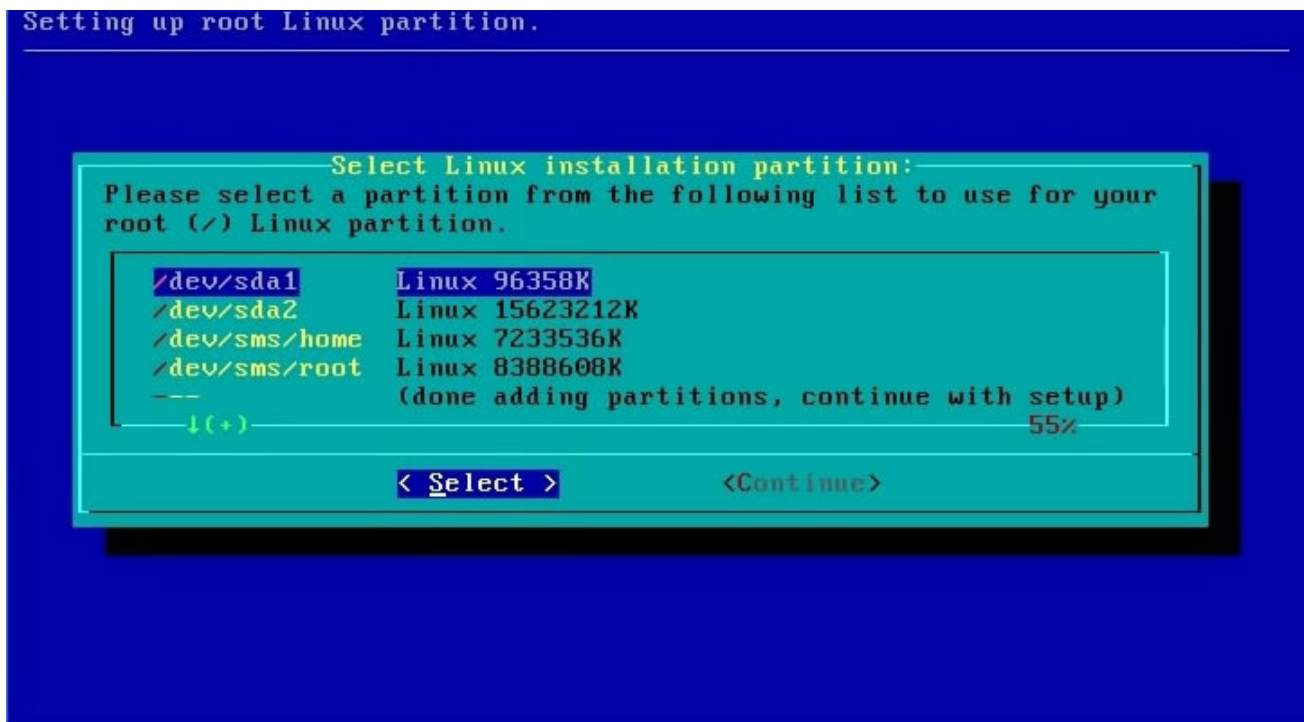 Setting up root Linux partition.
Select Linux installation partition:
Please select a partition from the following list to use for your
root (/) Linux partition.
/dev/sda1 Linux 96358K
/dev/sda2 Linux 15623212K
/dev/sms/home Linux 7233536K
/dev/sms/root Linux 8388608K
--- (done adding partitions, continue with setup)
↓(+) 55%
< Select > <Continue>